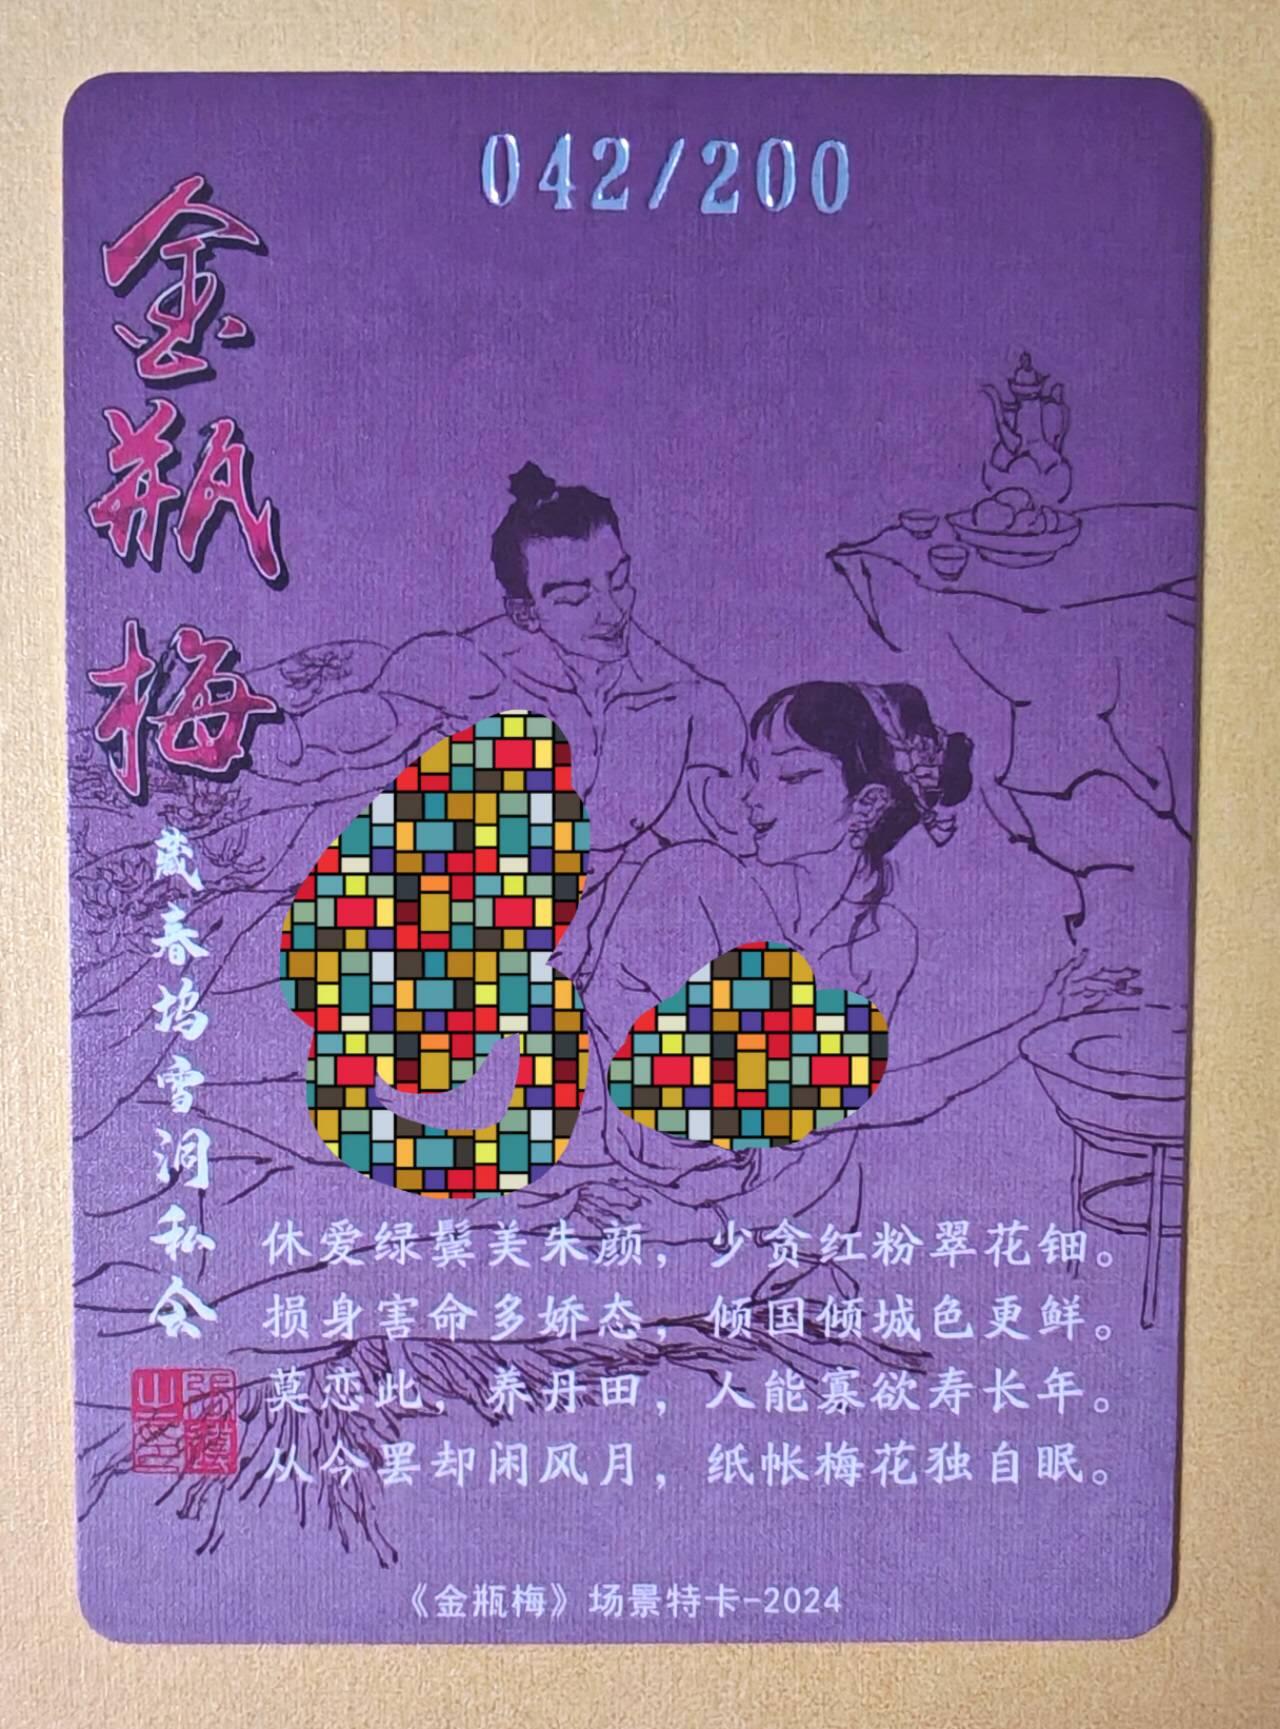 042/200
金瓶梅
藏春坞雪洞私会
休爱绿鬓美朱颜，少贪红粉翠花钿。
损身害命多娇态，倾国倾城色更鲜。
莫恋此，养丹田，人能寡欲寿长年。
从今罢却闲风月，纸帐梅花独自眠。
《金瓶梅》场景特卡-2024